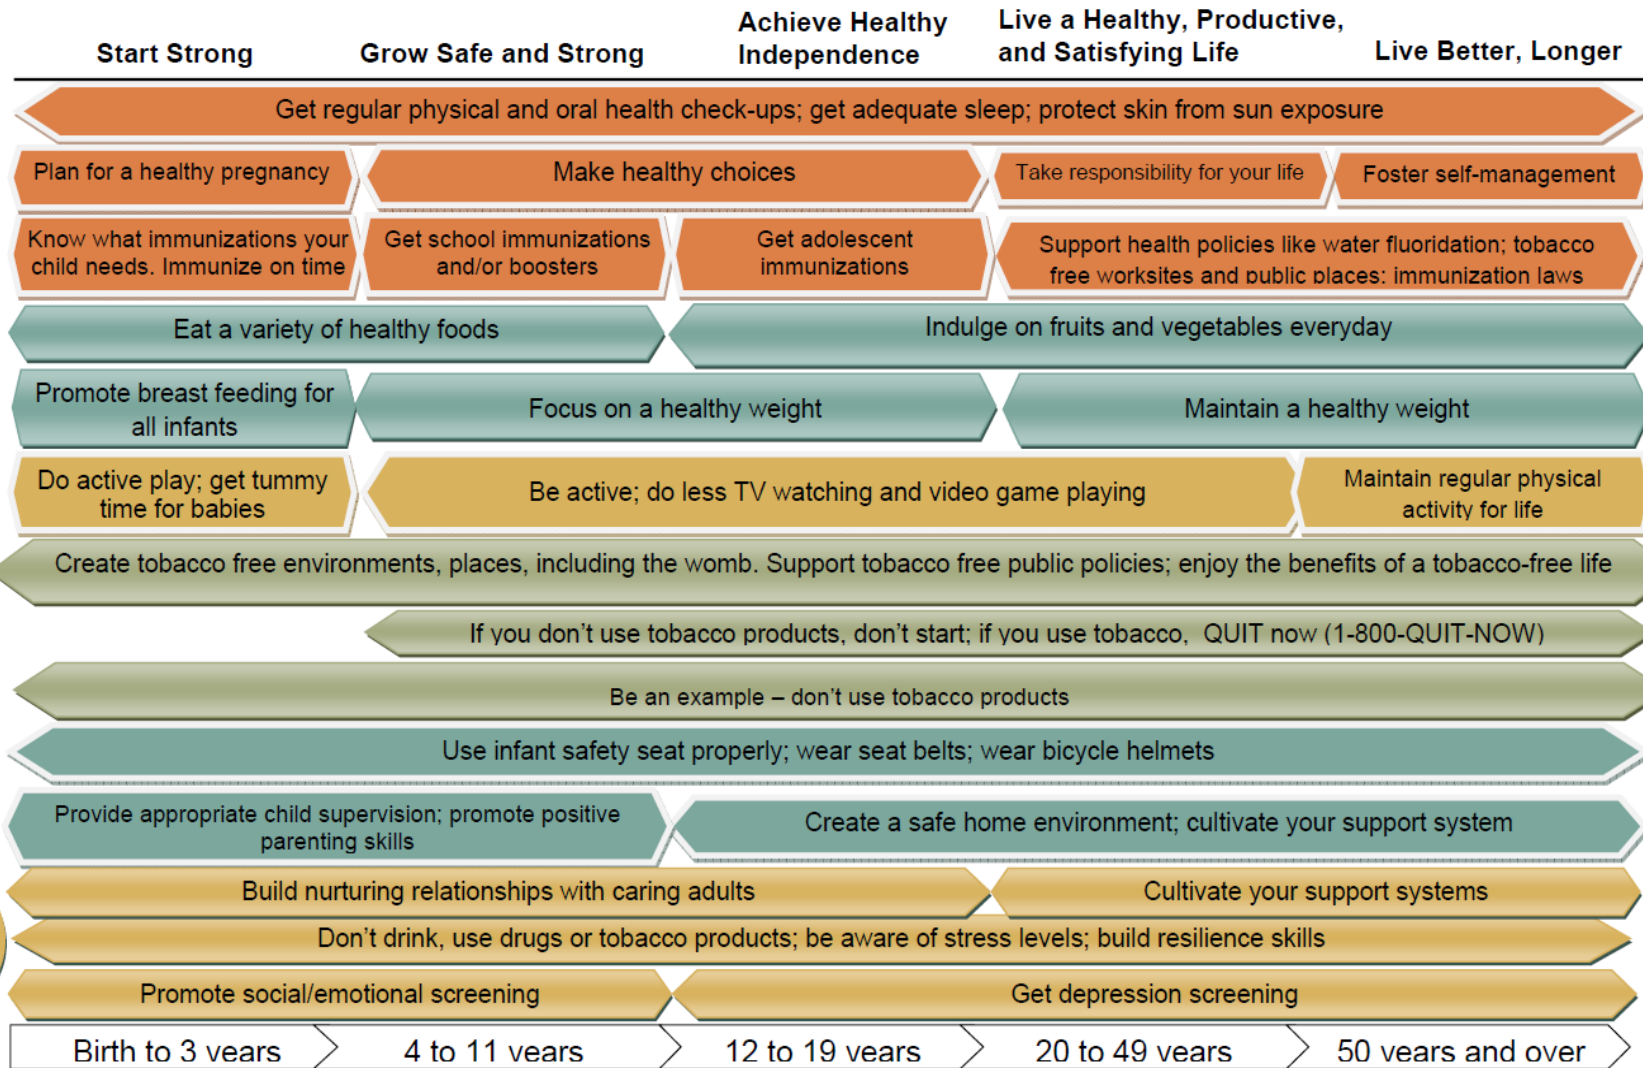 Start Strong
Grow Safe and Strong
Achieve Healthy
Independence
Live a Healthy, Productive,
and Satisfying Life
Live Better, Longer
Get regular physical and oral health check-ups; get adequate sleep; protect skin from sun exposure
Plan for a healthy pregnancy
Make healthy choices
Take responsibility for your life
Foster self-management
Know what immunizations your
child needs. Immunize on time
Get school immunizations
and/or boosters
Get adolescent
immunizations
Support health policies like water fluoridation; tobacco
free worksites and public places: immunization laws
Eat a variety of healthy foods
Indulge on fruits and vegetables everyday
Promote breast feeding for
all infants
Focus on a healthy weight
Maintain a healthy weight
Do active play; get tummy
time for babies
Be active; do less TV watching and video game playing
Maintain regular physical
activity for life
Create tobacco free environments, places, including the womb. Support tobacco free public policies; enjoy the benefits of a tobacco-free life
If you don't use tobacco products, don't start; if you use tobacco, QUIT now (1-800-QUIT-NOW)
Be an example – don't use tobacco products
Use infant safety seat properly; wear seat belts; wear bicycle helmets
Provide appropriate child supervision; promote positive
parenting skills
Create a safe home environment; cultivate your support system
Build nurturing relationships with caring adults
Cultivate your support systems
Don't drink, use drugs or tobacco products; be aware of stress levels; build resilience skills
Promote social/emotional screening
Get depression screening
Birth to 3 years
4 to 11 years
12 to 19 years
20 to 49 years
50 years and over